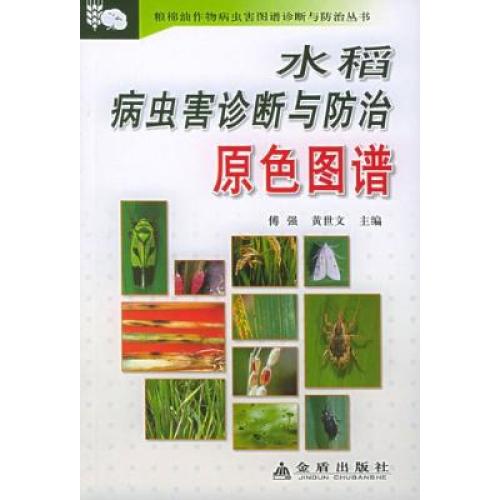 粮棉油作物病虫害图谱诊断与防治丛书
水稻
病虫害诊断与防治
原色图谱
傅强 黄世文 主编
金盾出版社
JINDUN CHUBANSHE